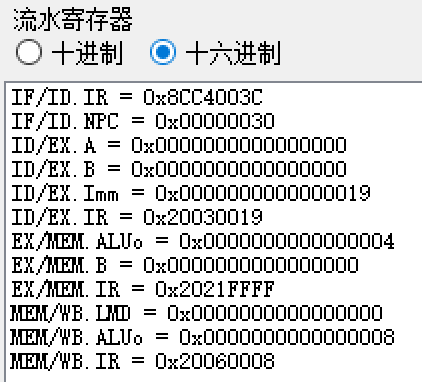 流水寄存器
十进制 十六进制
IF/ID.IR = 0x8CC4003C
IF/ID.NPC = 0x00000030
ID/EX.A = 0x0000000000000000
ID/EX.B = 0x0000000000000000
ID/EX.Imm = 0x0000000000000019
ID/EX.IR = 0x20030019
EX/MEM.ALUo = 0x0000000000000004
EX/MEM.B = 0x0000000000000000
EX/MEM.IR = 0x2021FFFF
MEM/WB.LMD = 0x0000000000000000
MEM/WB.ALUo = 0x0000000000000008
MEM/WB.IR = 0x20060008